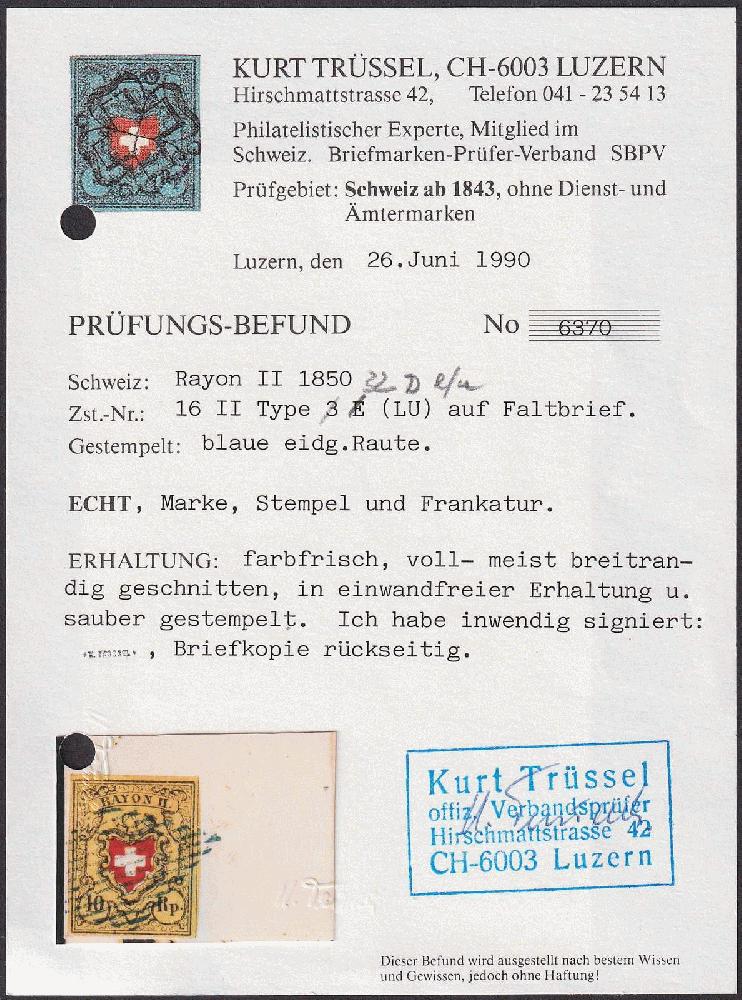 KURT TRÜSSEL, CH-6003 LUZERN
Hirschmattstrasse 42, Telefon 041 - 23 54 13
Philatelistischer Experte, Mitglied im
Schweiz. Briefmarken-Prüfer-Verband SBPV
Prüfgebiet: Schweiz ab 1843, ohne Dienst- und
Ämtermarken
Luzern, den 26.Juni 1990
PRÜFUNGS-BEFUND No 6370
Schweiz: Rayon II 1850 32 D
Zst.-Nr.: 16 II Type 3 E (LU) auf Faltbrief.
Gestempelt: blaue eidg.Raute.
ECHT, Marke, Stempel und Frankatur.
ERHALTUNG: farbfrisch, voll- meist breitran-
dig geschnitten, in einwandfreier Erhaltung u.
sauber gestempelt. Ich habe inwendig signiert:
, Briefkopie rückseitig.
RAYON II.
10 Rp.
Kurt Trüssel
offiz. Verbandsprüfer
Hirschmattstrasse 42
CH-6003 Luzern
Dieser Befund wird ausgestellt nach bestem Wissen
und Gewissen, jedoch ohne Haftung!